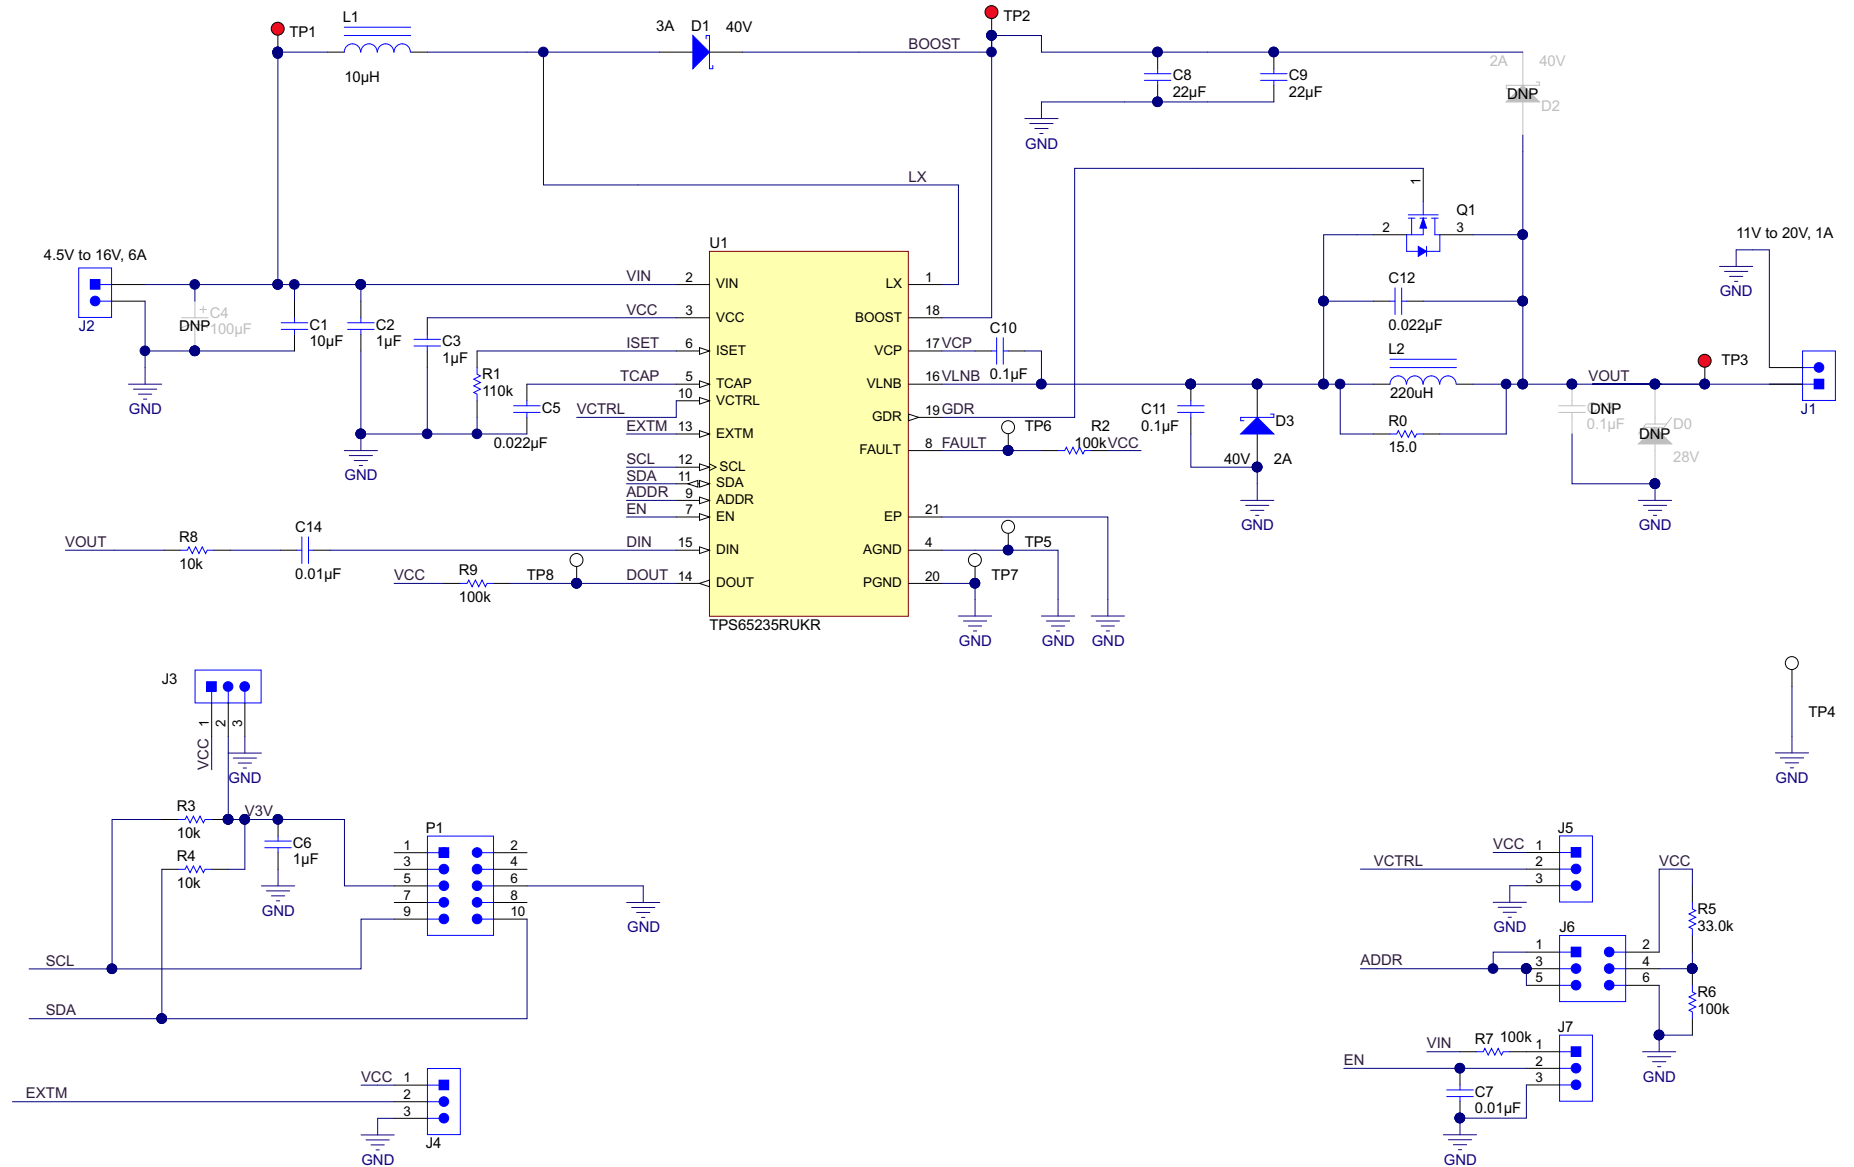 TP1
L1
10µH
3A D1 40V
BOOST
TP2
C8
22µF
C9
22µF
GND
2A 40V
DNP
D2
LX
4.5V to 16V, 6A
J2
GND
+
C4
DNP
100µF
C1
10µF
C2
1µF
C3
1µF
R1
110k
C5
0.022µF
GND
VIN 2
VCC 3
ISET 6
TCAP 5
VCTRL 10
EXTM 13
SCL 12
SDA 11
ADDR 9
EN 7
DIN 15
DOUT 14
U1
VIN
VCC
ISET
TCAP
VCTRL
EXTM
SCL
SDA
ADDR
EN
DIN
DOUT
LX
BOOST
VCP
VLNB
GDR
FAULT
EP
AGND
PGND
TPS65235RUKR
1
18
17 VCP
16 VLNB
19 GDR
8 FAULT
21
4
20
C10
0.1µF
TP6
R2
100k
VCC
TP5
TP7
GND
GND
GND
C11
0.1µF
D3
40V 2A
GND
1
Q1
2 3
C12
0.022µF
L2
220uH
R0
15.0
VOUT
DNP
0.1µF
DNP
D0
28V
GND
TP3
11V to 20V, 1A
GND
J1
VOUT
R8
10k
C14
0.01µF
VCC
R9
100k
TP8
J3
1 2 3
VCC
GND
R3
10k
V3V
R4
10k
C6
1µF
GND
P1
1 2
3 4
5 6
7 8
9 10
GND
SCL
SDA
EXTM
VCC 1
2
3
GND
J4
TP4
GND
J5
VCC 1
VCTRL 2
3
GND
VCC
R5
33.0k
J6
ADDR
1 2
3 4
5 6
R6
100k
GND
J7
VIN R7 100k 1
EN 2
3
C7
0.01µF
GND